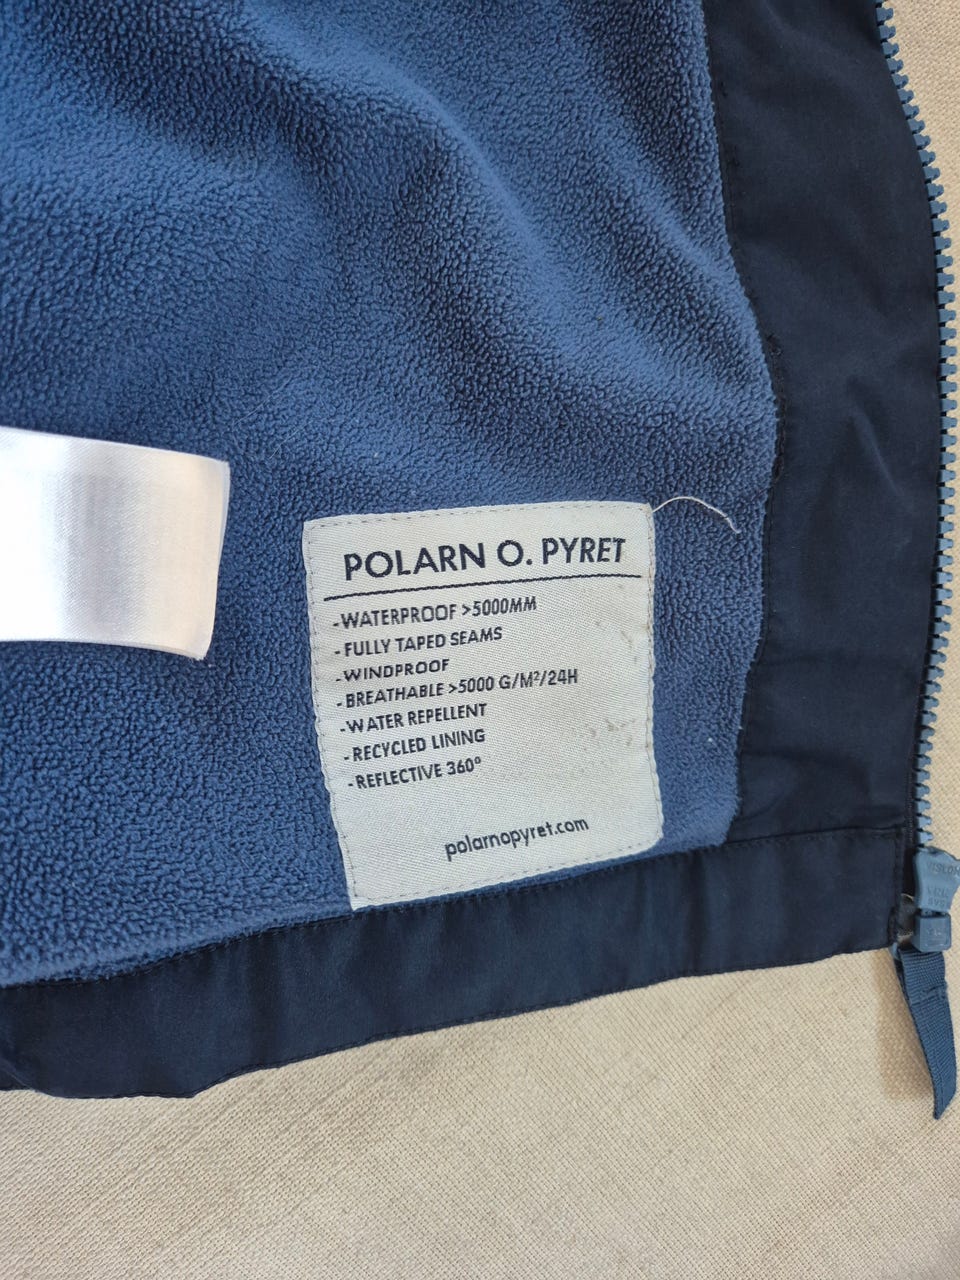 POLARN O. PYRET
-WATERPROOF >5000MM
-FULLY TAPED SEAMS
-WINDPROOF
-BREATHABLE >5000 G/M²/24H
-WATER REPELLENT
-RECYCLED LINING
-REFLECTIVE 360°
polarnopyret.com